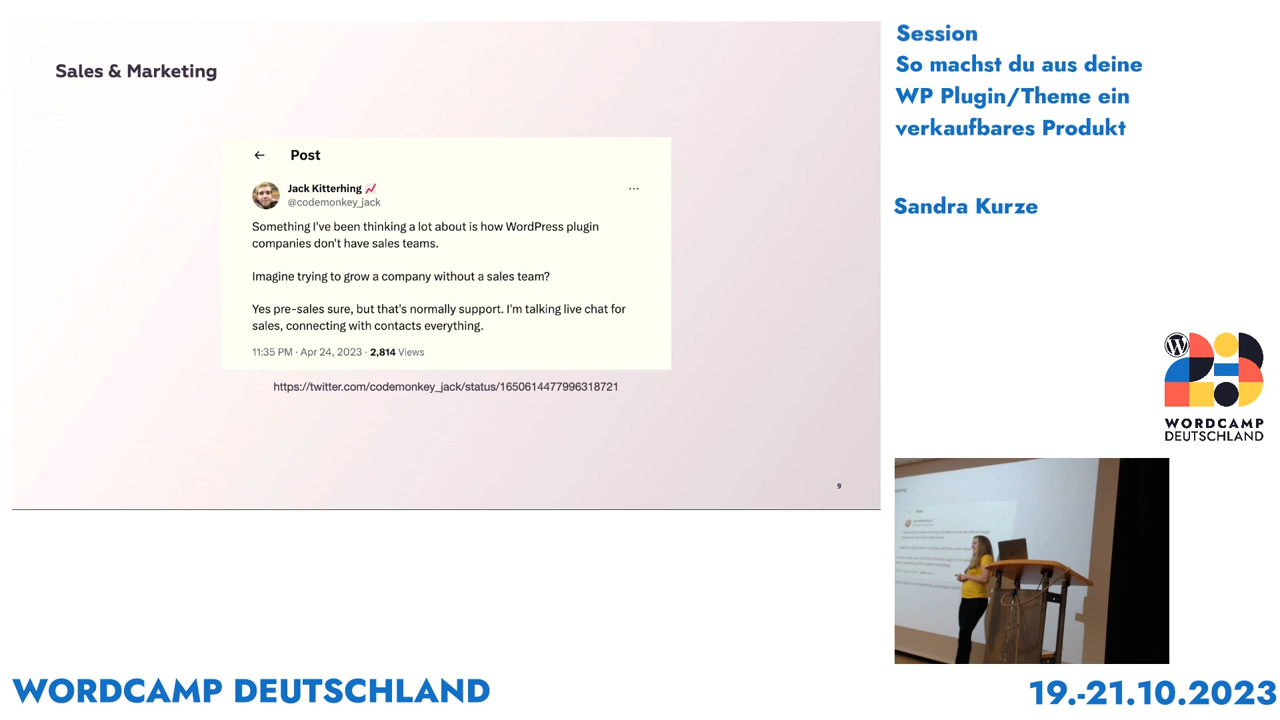 Sales & Marketing
Post
Jack Kitterhing
@codemonkey_jack
Something I've been thinking a lot about is how WordPress plugin
companies don't have sales teams.
Imagine trying to grow a company without a sales team?
Yes pre-sales sure, but that's normally support. I'm talking live chat for
sales, connecting with contacts everything.
11:35 PM · Apr 24, 2023 · 2,814 Views
https://twitter.com/codemonkey_jack/status/1650614477996318721
9
Session
So machst du aus deine
WP Plugin/Theme ein
verkaufbares Produkt
Sandra Kurze
WORDCAMP
DEUTSCHLAND
WORDCAMP DEUTSCHLAND
19.-21.10.2023